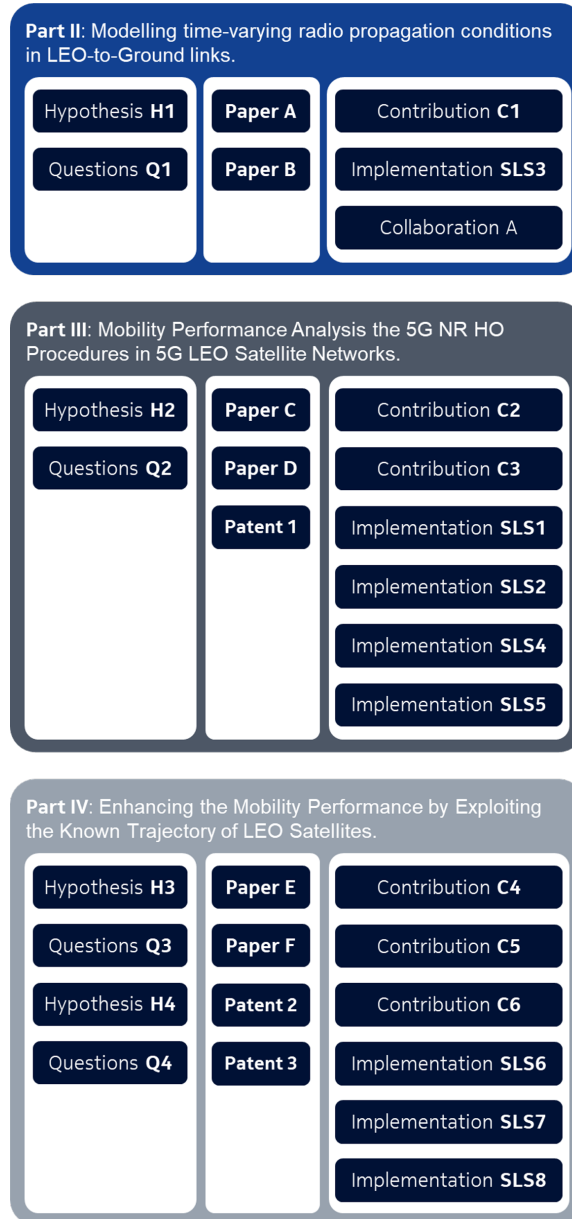 Part II: Modelling time-varying radio propagation conditions
in LEO-to-Ground links.
Hypothesis H1
Questions Q1
Paper A
Paper B
Contribution C1
Implementation SLS3
Collaboration A
Part III: Mobility Performance Analysis the 5G NR HO
Procedures in 5G LEO Satellite Networks.
Hypothesis H2
Questions Q2
Paper C
Paper D
Patent 1
Contribution C2
Contribution C3
Implementation SLS1
Implementation SLS2
Implementation SLS4
Implementation SLS5
Part IV: Enhancing the Mobility Performance by Exploiting
the Known Trajectory of LEO Satellites.
Hypothesis H3
Questions Q3
Hypothesis H4
Questions Q4
Paper E
Paper F
Patent 2
Patent 3
Contribution C4
Contribution C5
Contribution C6
Implementation SLS6
Implementation SLS7
Implementation SLS8